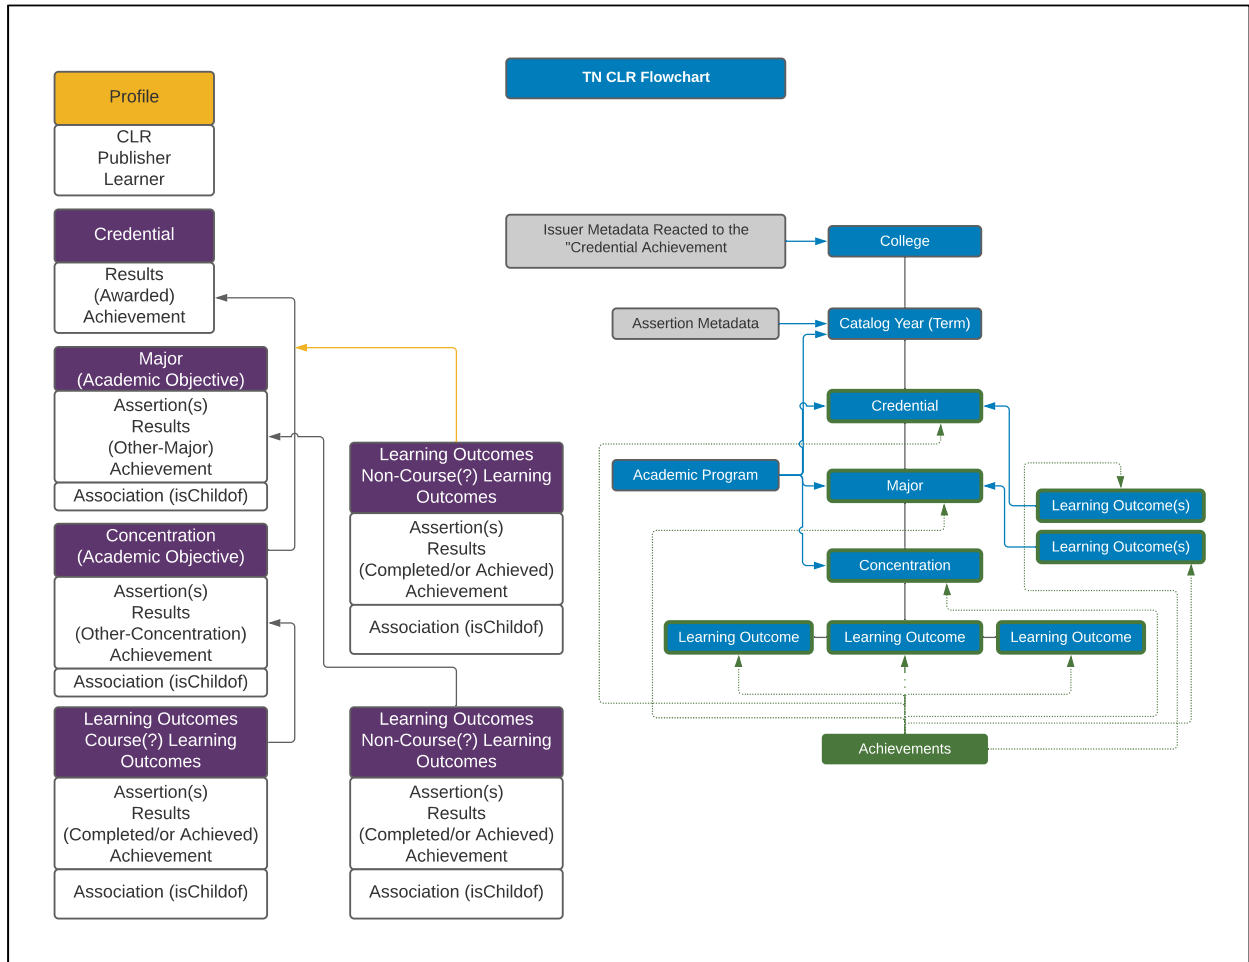 TN CLR Flowchart
Profile
CLR
Publisher
Learner
Credential
Results
(Awarded)
Achievement
Major
(Academic Objective)
Assertion(s)
Results
(Other-Major)
Achievement
Association (isChildof)
Concentration
(Academic Objective)
Assertion(s)
Results
(Other-Concentration)
Achievement
Association (isChildof)
Learning Outcomes
Course(?) Learning
Outcomes
Assertion(s)
Results
(Completed/or Achieved)
Achievement
Association (isChildof)
Learning Outcomes
Non-Course(?) Learning
Outcomes
Assertion(s)
Results
(Completed/or Achieved)
Achievement
Association (isChildof)
Learning Outcomes
Non-Course(?) Learning
Outcomes
Assertion(s)
Results
(Completed/or Achieved)
Achievement
Association (isChildof)
Issuer Metadata Reacted to the
"Credential Achievement
College
Assertion Metadata
Catalog Year (Term)
Credential
Academic Program
Major
Learning Outcome(s)
Learning Outcome(s)
Concentration
Learning Outcome
Learning Outcome
Learning Outcome
Achievements